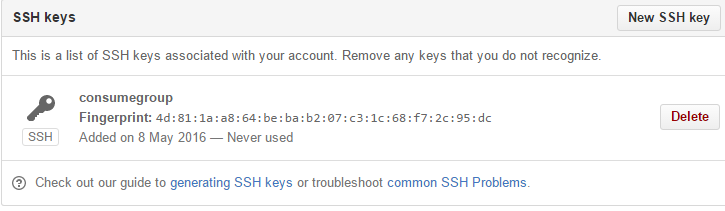 SSH keys
New SSH key
This is a list of SSH keys associated with your account. Remove any keys that you do not recognize.
consumegroup
Fingerprint: 4d:81:1a:a8:64:be:ba:b2:07:c3:1c:68:f7:2c:95:dc
SSH
Added on 8 May 2016 — Never used
Delete
Check out our guide to generating SSH keys or troubleshoot common SSH Problems.